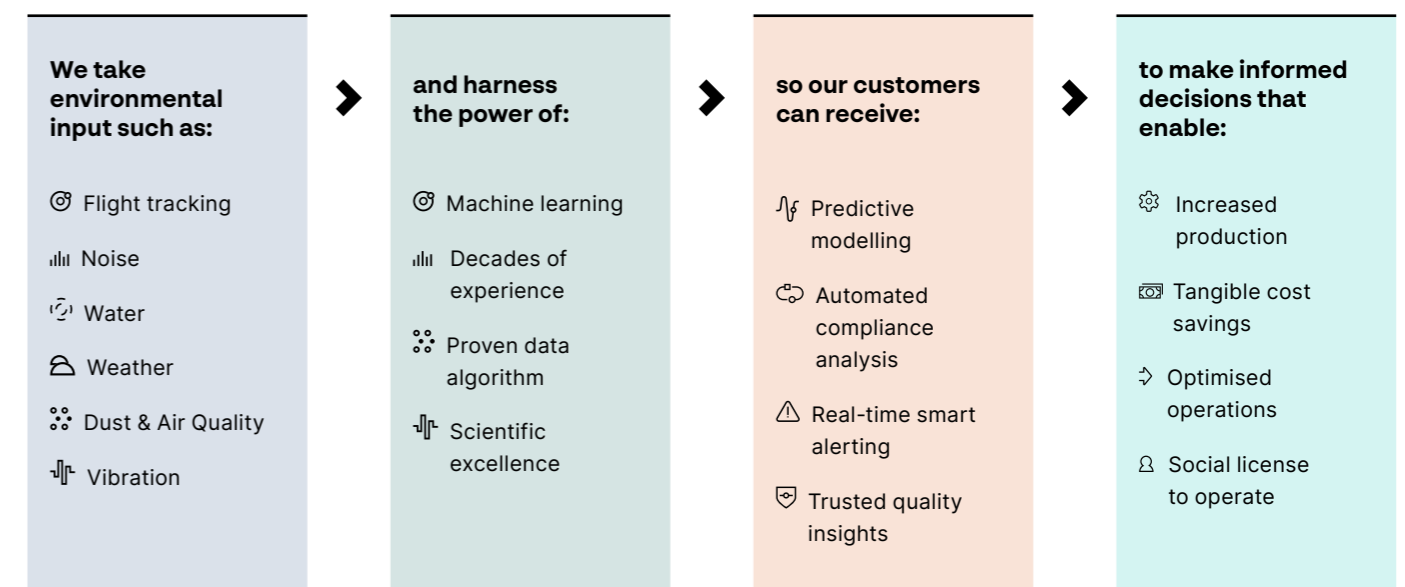 We take
environmental
input such as:
Flight tracking
Noise
Water
Weather
Dust & Air Quality
Vibration
and harness
the power of:
Machine learning
Decades of
experience
Proven data
algorithm
Scientific
excellence
so our customers
can receive:
Predictive
modelling
Automated
compliance
analysis
Real-time smart
alerting
Trusted quality
insights
to make informed
decisions that
enable:
Increased
production
Tangible cost
savings
Optimised
operations
Social license
to operate